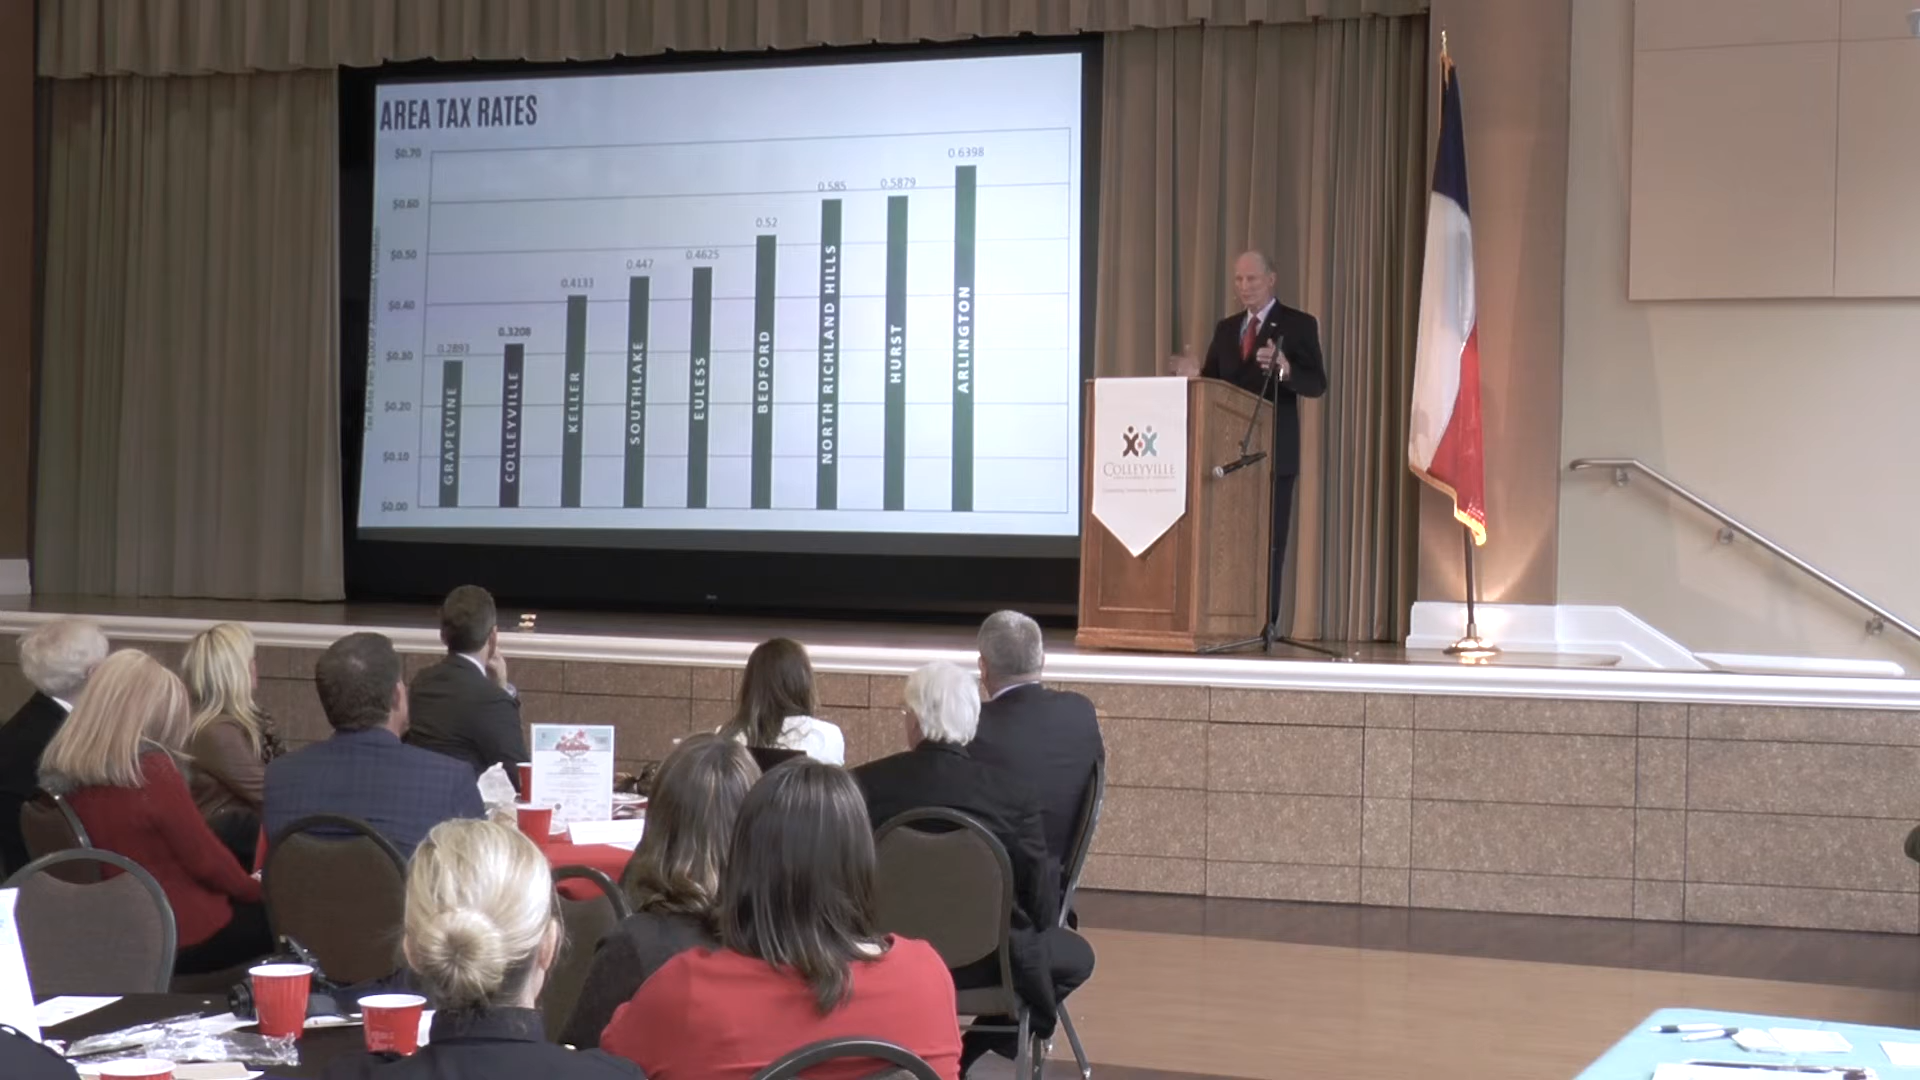 AREA TAX RATES
$0.70
$0.60
$0.50
$0.40
$0.30
$0.20
$0.10
$0.00
0.2893
0.3208
0.4133
0.447
0.4625
0.52
0.585
0.5879
0.6398
GRAPEVINE
COLLEYVILLE
KELLER
SOUTHLAKE
EULESS
BEDFORD
NORTH RICHLAND HILLS
HURST
ARLINGTON
COLLEYVILLE